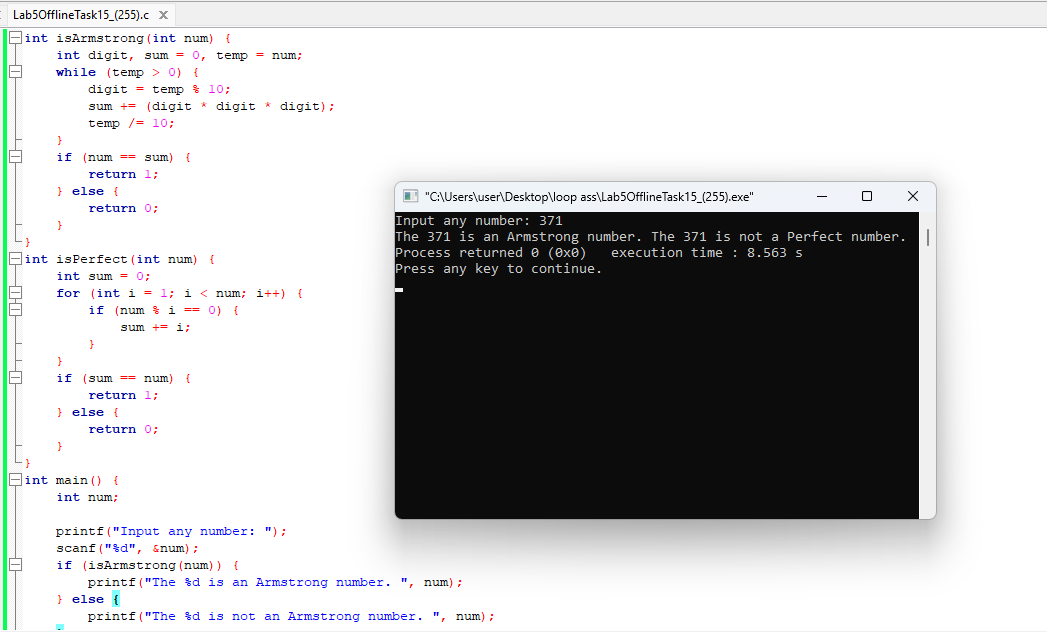 Lab5OfflineTask15_(255).c
int isArmstrong(int num) {
    int digit, sum = 0, temp = num;
    while (temp > 0) {
        digit = temp % 10;
        sum += (digit * digit * digit);
        temp /= 10;
    }
    if (num == sum) {
        return 1;
    } else {
        return 0;
    }
}
int isPerfect(int num) {
    int sum = 0;
    for (int i = 1; i < num; i++) {
        if (num % i == 0) {
            sum += i;
        }
    }
    if (sum == num) {
        return 1;
    } else {
        return 0;
    }
}
int main() {
    int num;
    printf("Input any number: ");
    scanf("%d", &num);
    if (isArmstrong(num)) {
        printf("The %d is an Armstrong number. ", num);
    } else {
        printf("The %d is not an Armstrong number. ", num);
"C:\Users\user\Desktop\loop ass\Lab5OfflineTask15_(255).exe"
Input any number: 371
The 371 is an Armstrong number. The 371 is not a Perfect number.
Process returned 0 (0x0)   execution time : 8.563 s
Press any key to continue.